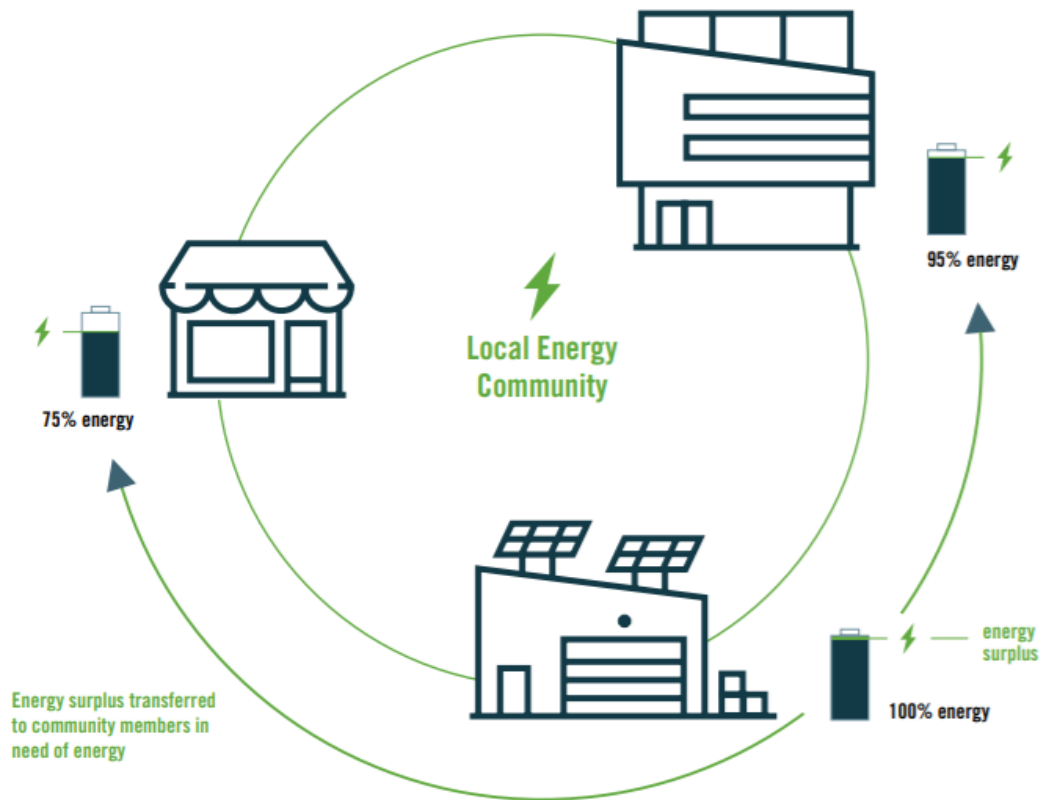 95% energy
Local Energy
Community
75% energy
energy
surplus
100% energy
Energy surplus transferred
to community members in
need of energy